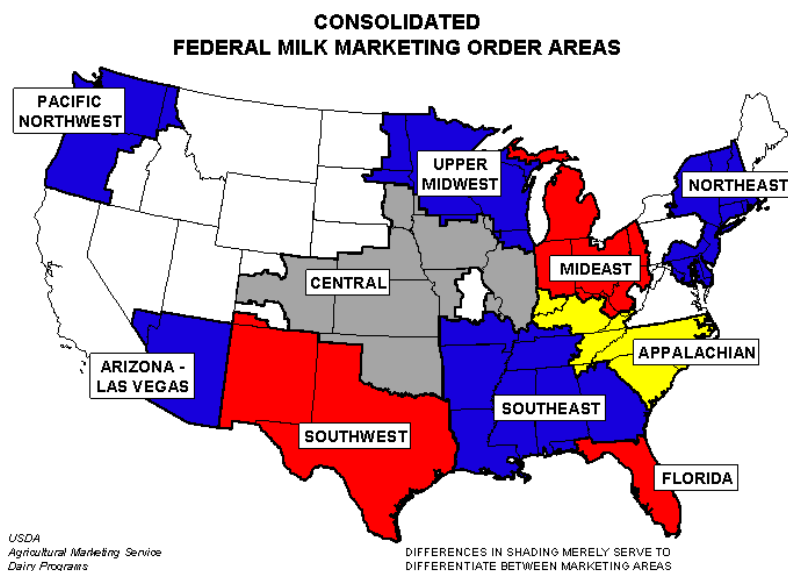 CONSOLIDATED
FEDERAL MILK MARKETING ORDER AREAS
PACIFIC
NORTHWEST
UPPER
MIDWEST
NORTHEAST
MIDEAST
CENTRAL
APPALACHIAN
ARIZONA -
LAS VEGAS
SOUTHEAST
SOUTHWEST
FLORIDA
USDA
Agricultural Marketing Service
Dairy Programs
DIFFERENCES IN SHADING MERELY SERVE TO
DIFFERENTIATE BETWEEN MARKETING AREAS